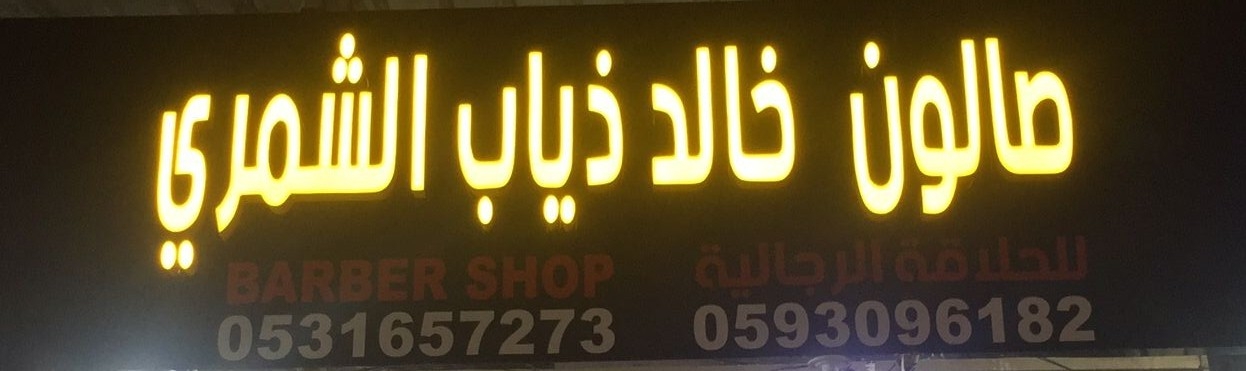 صالون خالد ذياب الشمري
للحلاقة الرجالية BARBER SHOP
0593096182 0531657273